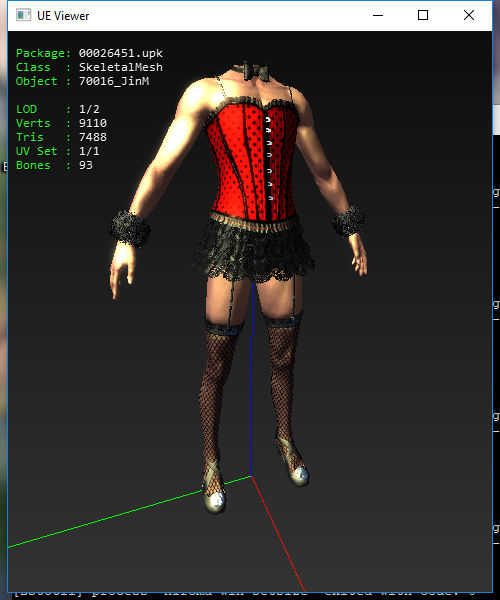 UE Viewer
Package: 00026451.upk
Class : SkeletalMesh
Object : 70016_JinM
LOD : 1/2
Verts : 9110
Tris : 7488
UV Set : 1/1
Bones : 93